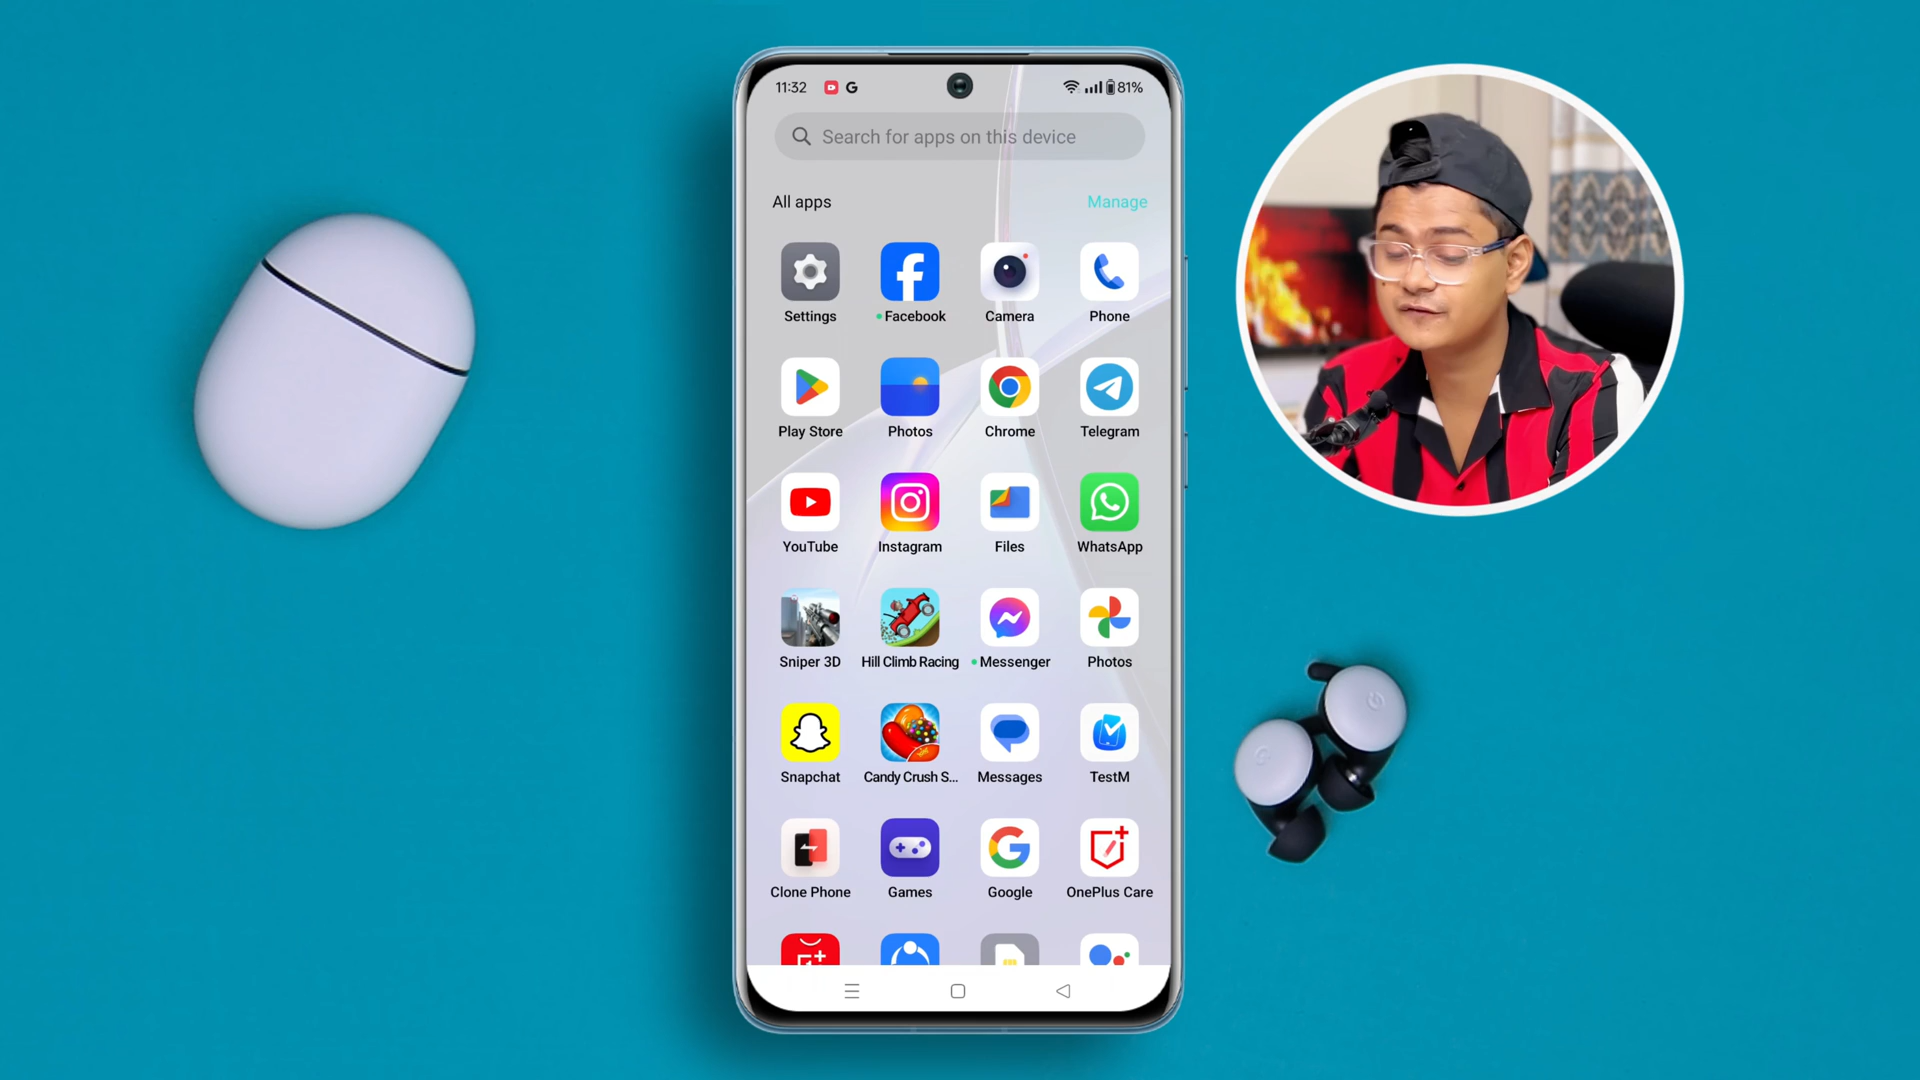 11:32 G 81%
Search for apps on this device
All apps Manage
Settings Facebook Camera Phone
Play Store Photos Chrome Telegram
YouTube Instagram Files WhatsApp
Sniper 3D Hill Climb Racing Messenger Photos
Snapchat Candy Crush S... Messages TestM
Clone Phone Games Google OnePlus Care